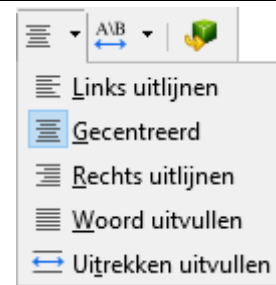 A\B
Links uitlijnen
Gecentreerd
Rechts uitlijnen
Woord uitvullen
Uitrekken uitvullen